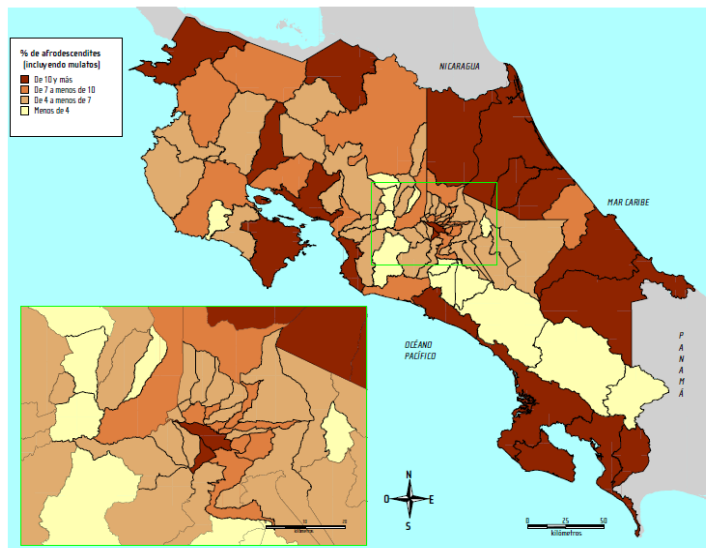 % de afrodescendites
(incluyendo mulatos)
De 10 y más
De 7 a menos de 10
De 4 a menos de 7
Menos de 4
NICARAGUA
MAR CARIBE
OCÉANO
PACÍFICO
PANAMÁ
N
O
E
S
0
25
50
kilómetros